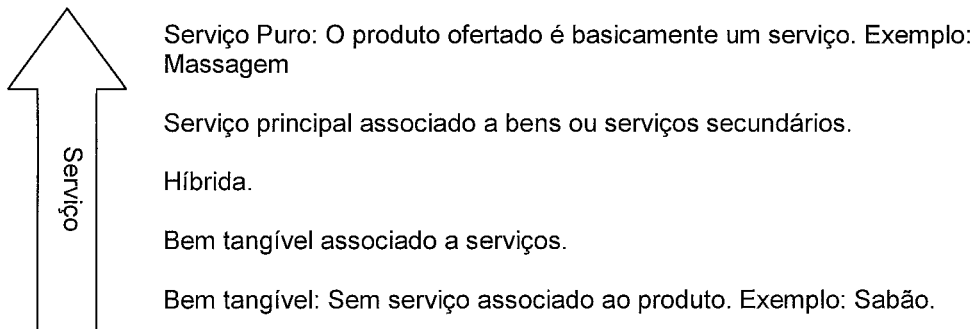 Serviço Puro: O produto ofertado é basicamente um serviço. Exemplo:
Massagem
Serviço principal associado a bens ou serviços secundários.
Serviço
Híbrida.
Bem tangível associado a serviços.
Bem tangível: Sem serviço associado ao produto. Exemplo: Sabão.